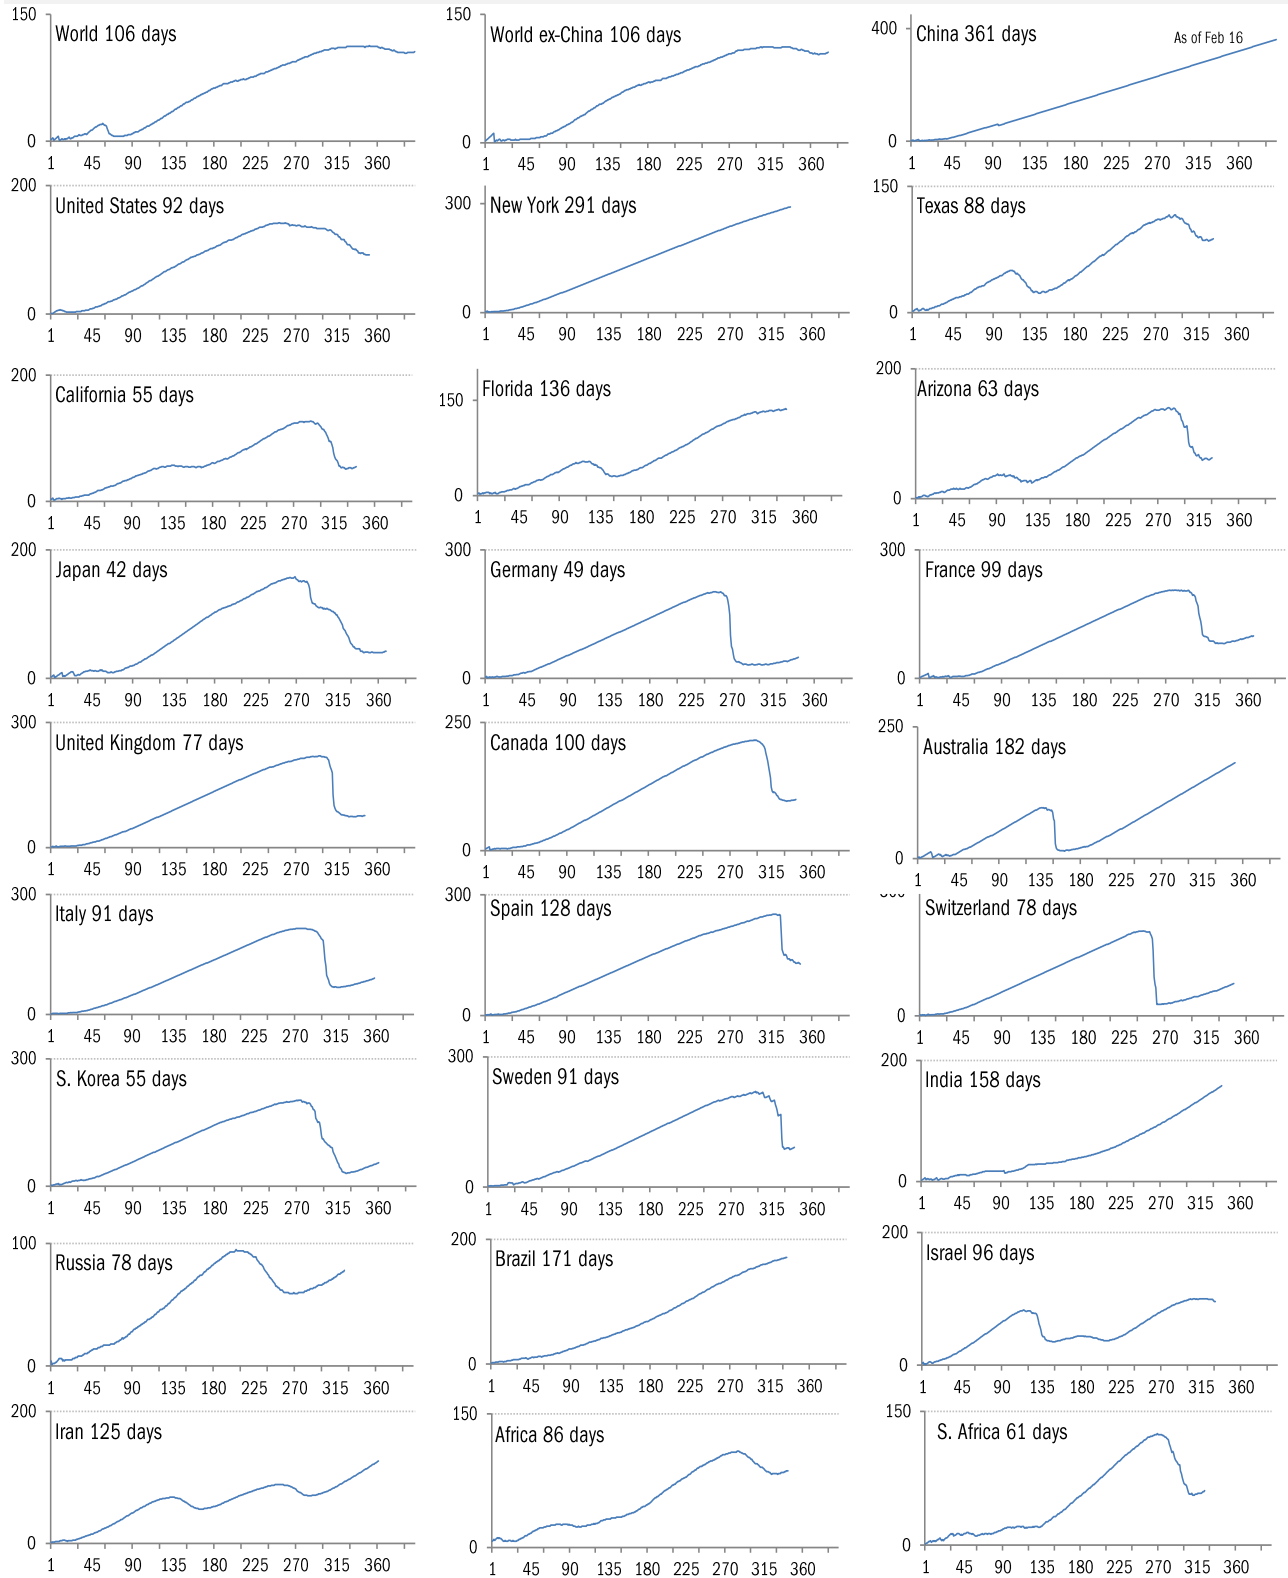 150
World 106 days
0
1 45 90 135 180 225 270 315 360
150
World ex-China 106 days
0
1 45 90 135 180 225 270 315 360
400
China 361 days
As of Feb 16
0
1 45 90 135 180 225 270 315 360
200
United States 92 days
0
1 45 90 135 180 225 270 315 360
300
New York 291 days
0
1 45 90 135 180 225 270 315 360
150
Texas 88 days
0
1 45 90 135 180 225 270 315 360
200
California 55 days
0
1 45 90 135 180 225 270 315 360
150
Florida 136 days
0
1 45 90 135 180 225 270 315 360
200
Arizona 63 days
0
1 45 90 135 180 225 270 315 360
200
Japan 42 days
0
1 45 90 135 180 225 270 315 360
300
Germany 49 days
0
1 45 90 135 180 225 270 315 360
300
France 99 days
0
1 45 90 135 180 225 270 315 360
300
United Kingdom 77 days
0
1 45 90 135 180 225 270 315 360
250
Canada 100 days
0
1 45 90 135 180 225 270 315 360
250
Australia 182 days
0
1 45 90 135 180 225 270 315 360
300
Italy 91 days
0
1 45 90 135 180 225 270 315 360
300
Spain 128 days
0
1 45 90 135 180 225 270 315 360
Switzerland 78 days
0
1 45 90 135 180 225 270 315 360
300
S. Korea 55 days
0
1 45 90 135 180 225 270 315 360
300
Sweden 91 days
0
1 45 90 135 180 225 270 315 360
200
India 158 days
0
1 45 90 135 180 225 270 315 360
100
Russia 78 days
0
1 45 90 135 180 225 270 315 360
200
Brazil 171 days
0
1 45 90 135 180 225 270 315 360
200
Israel 96 days
0
1 45 90 135 180 225 270 315 360
200
Iran 125 days
0
1 45 90 135 180 225 270 315 360
150
Africa 86 days
0
1 45 90 135 180 225 270 315 360
150
S. Africa 61 days
0
1 45 90 135 180 225 270 315 360